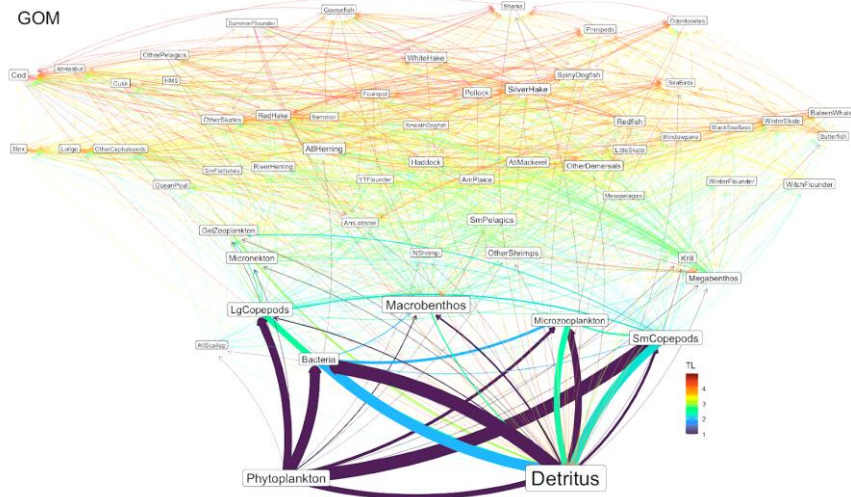 GOM
Sharks
Goosefish
Odontocetes
SummerFlounder
Pinnipeds
OtherPelagics
WhiteHake
AtlHalibut
Cod
SpinyDogfish
HMS
Cusk
SeaBirds
SilverHake
Fourspot
Pollock
BaleenWhale
RedHake
Barndoor
OtherSkates
Redfish
WinterSkate
SmoothDogfish
BlackSeaBass
Windowpane
Butterfish
Illex
Loligo
OtherCephalopods
AtlHerring
LittleSkate
Haddock
AtlMackerel
OtherDemersals
RiverHerring
SmFlatfishes
YTFlounder
AmPlaice
WinterFlounder
OceanPout
WitchFlounder
Mesopelagics
SmPelagics
AmLobster
GelZooplankton
NShrimp
OtherShrimps
Micronekton
Krill
Megabenthos
Macrobenthos
LgCopepods
Microzooplankton
SmCopepods
AtlScallop
Bacteria
TL
4
3
2
1
Phytoplankton
Detritus